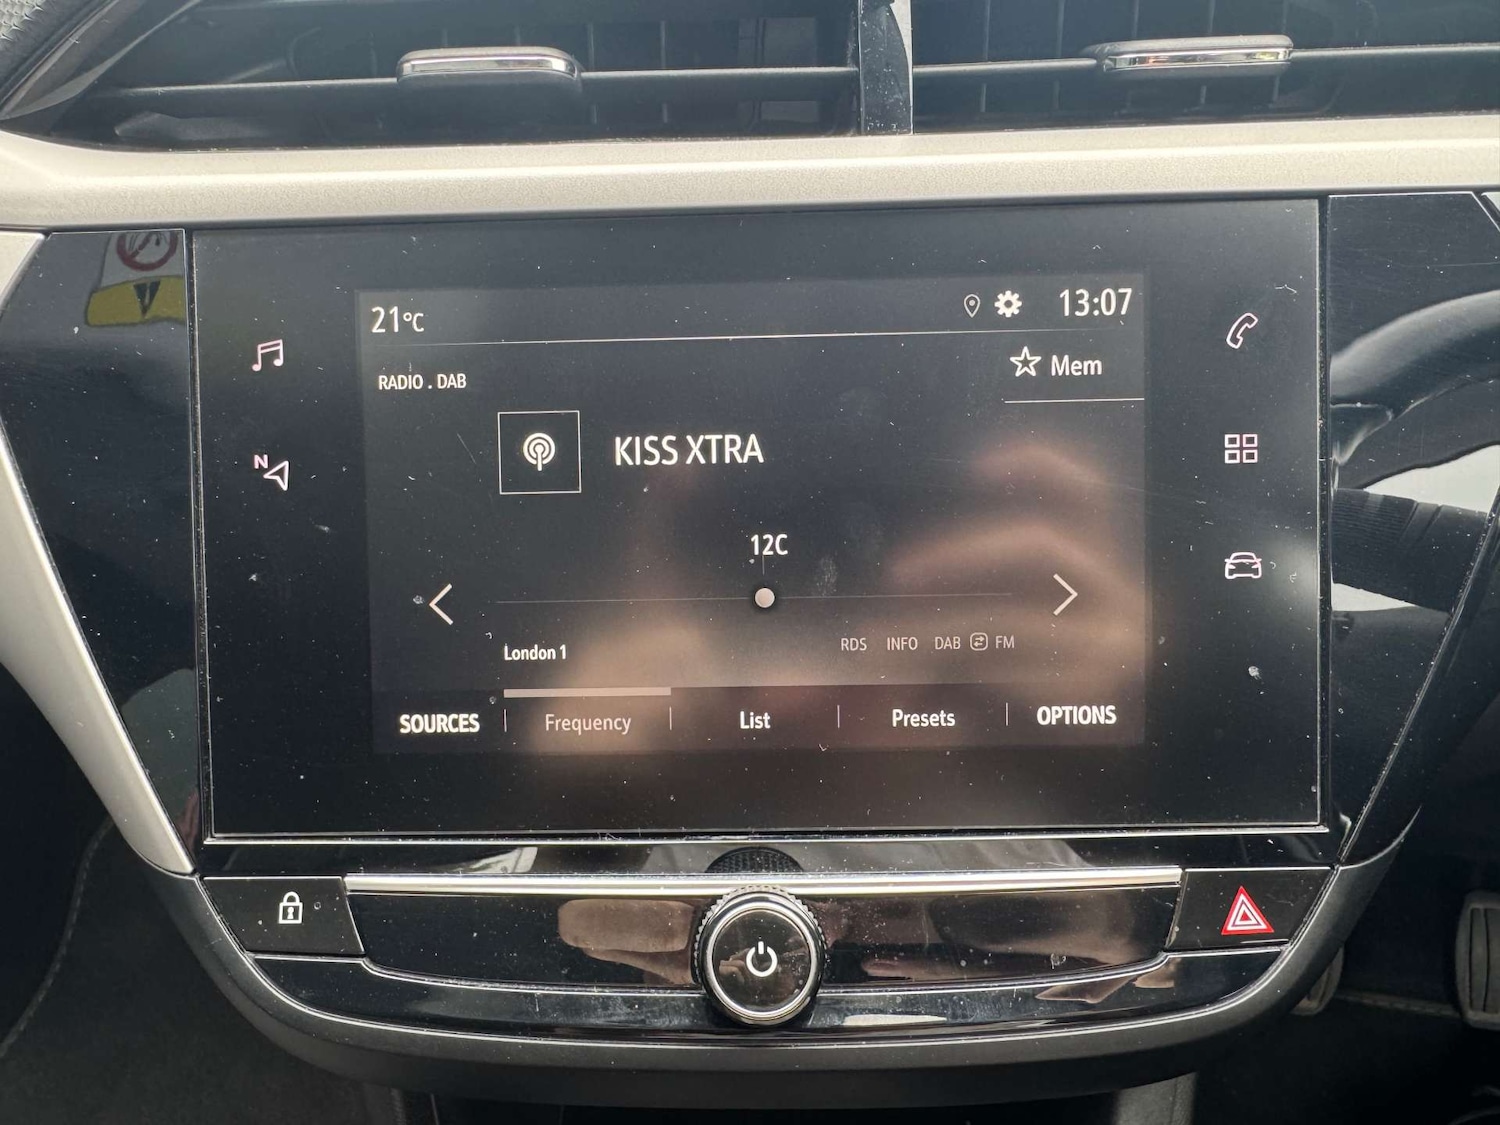 21°C 13:07
RADIO . DAB
Mem
KISS XTRA
12C
N
London 1
RDS INFO DAB FM
SOURCES Frequency List Presets OPTIONS